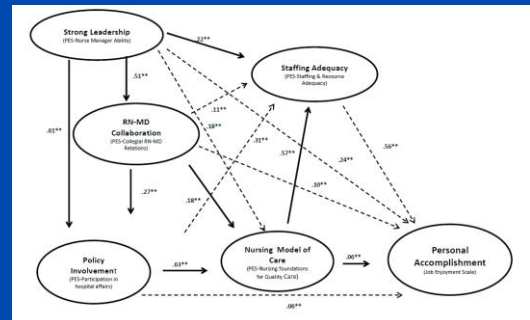 Strong Leadership
(PES-Nurse Manager Ability)
.22**
Staffing Adequacy
(PES-Staffing & Resource
Adequacy)
.51**
.11**
RN-MD
Collaboration
(PES-Collegial RN-MD
Relations)
.38**
.31**
.61**
.57**
.24**
.56**
.10**
.27**
.18**
Policy
Involvement
(PES-Participation in
hospital affairs)
.63**
Nursing Model of
Care
(PES-Nursing foundations
for Quality Care)
.06**
Personal
Accomplishment
(Job Enjoyment Scale)
.06**